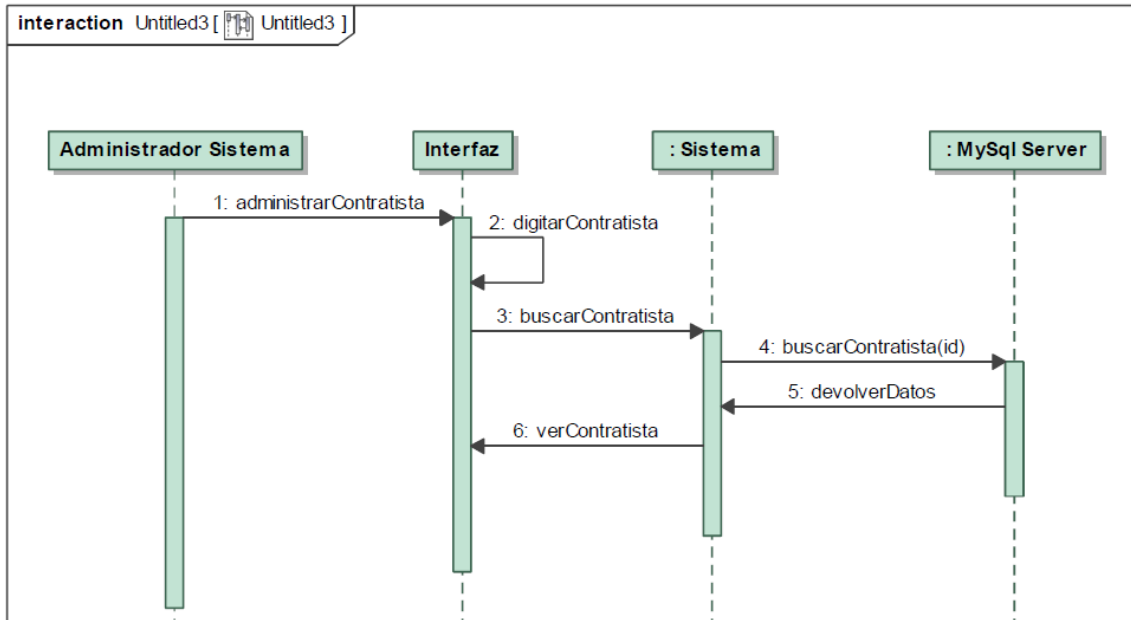 interaction Untitled3 [ Untitled3 ]
Administrador Sistema
Interfaz
: Sistema
: MySql Server
1: administrarContratista
2: digitarContratista
3: buscarContratista
4: buscarContratista(id)
5: devolverDatos
6: verContratista